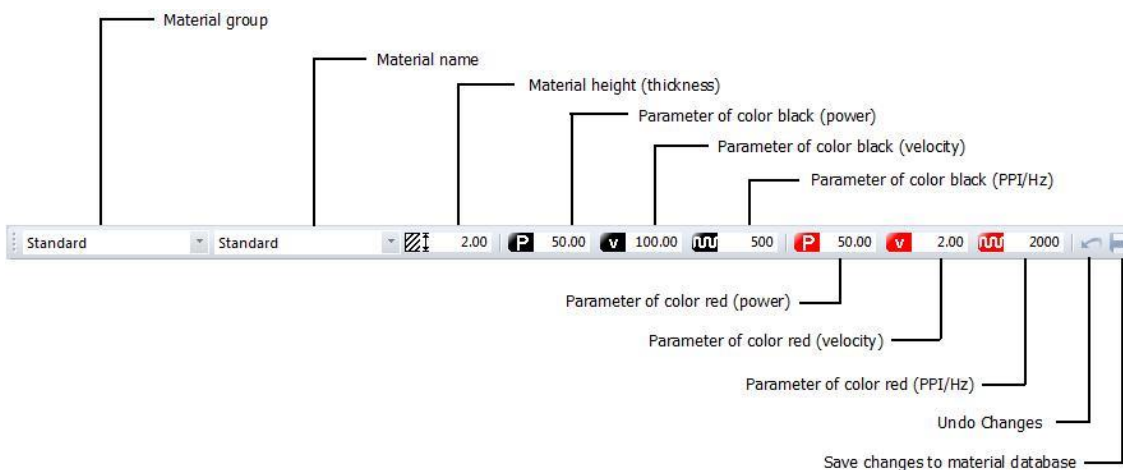 Material group
Material name
Material height (thickness)
Parameter of color black (power)
Parameter of color black (velocity)
Parameter of color black (PPI/Hz)
Standard Standard 2.00 P 50.00 v 100.00 500 P 50.00 v 2.00 2000
Parameter of color red (power)
Parameter of color red (velocity)
Parameter of color red (PPI/Hz)
Undo Changes
Save changes to material database